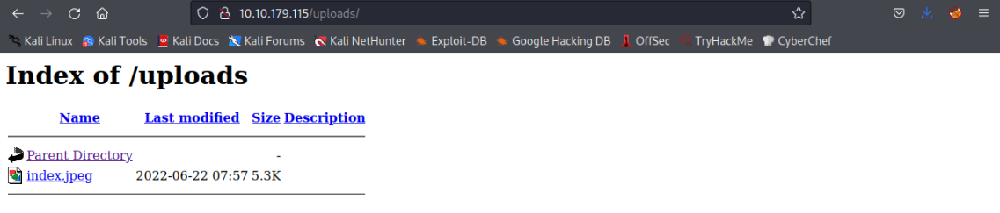 10.10.179.115/uploads/
Kali Linux Kali Tools Kali Docs Kali Forums Kali NetHunter Exploit-DB Google Hacking DB OffSec TryHackMe CyberChef
Index of /uploads
Name Last modified Size Description
Parent Directory -
index.jpeg 2022-06-22 07:57 5.3K